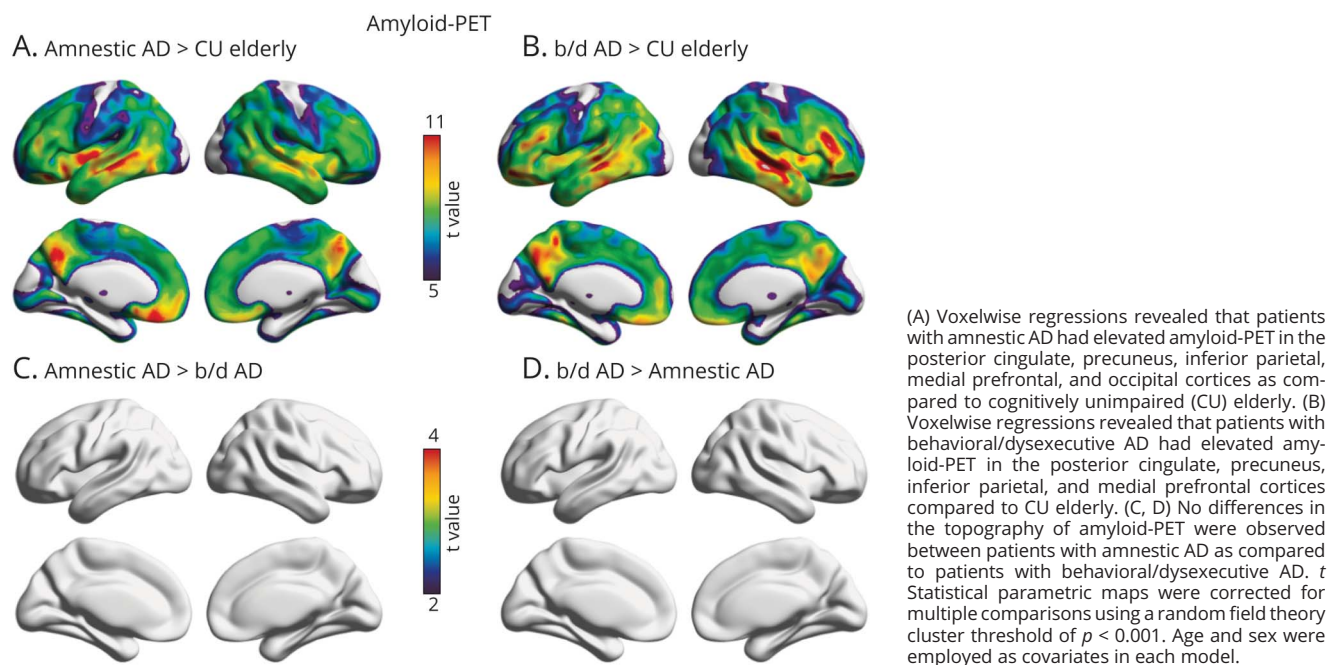 Amyloid-PET
A. Amnestic AD > CU elderly
B. b/d AD > CU elderly
11
t value
5
C. Amnestic AD > b/d AD
D. b/d AD > Amnestic AD
4
t value
2
(A) Voxelwise regressions revealed that patients
with amnestic AD had elevated amyloid-PET in the
posterior cingulate, precuneus, inferior parietal,
medial prefrontal, and occipital cortices as com-
pared to cognitively unimpaired (CU) elderly. (B)
Voxelwise regressions revealed that patients with
behavioral/dysexecutive AD had elevated amy-
loid-PET in the posterior cingulate, precuneus,
inferior parietal, and medial prefrontal cortices
compared to CU elderly. (C, D) No differences in
the topography of amyloid-PET were observed
between patients with amnestic AD as compared
to patients with behavioral/dysexecutive AD. t
Statistical parametric maps were corrected for
multiple comparisons using a random field theory
cluster threshold of p < 0.001. Age and sex were
employed as covariates in each model.